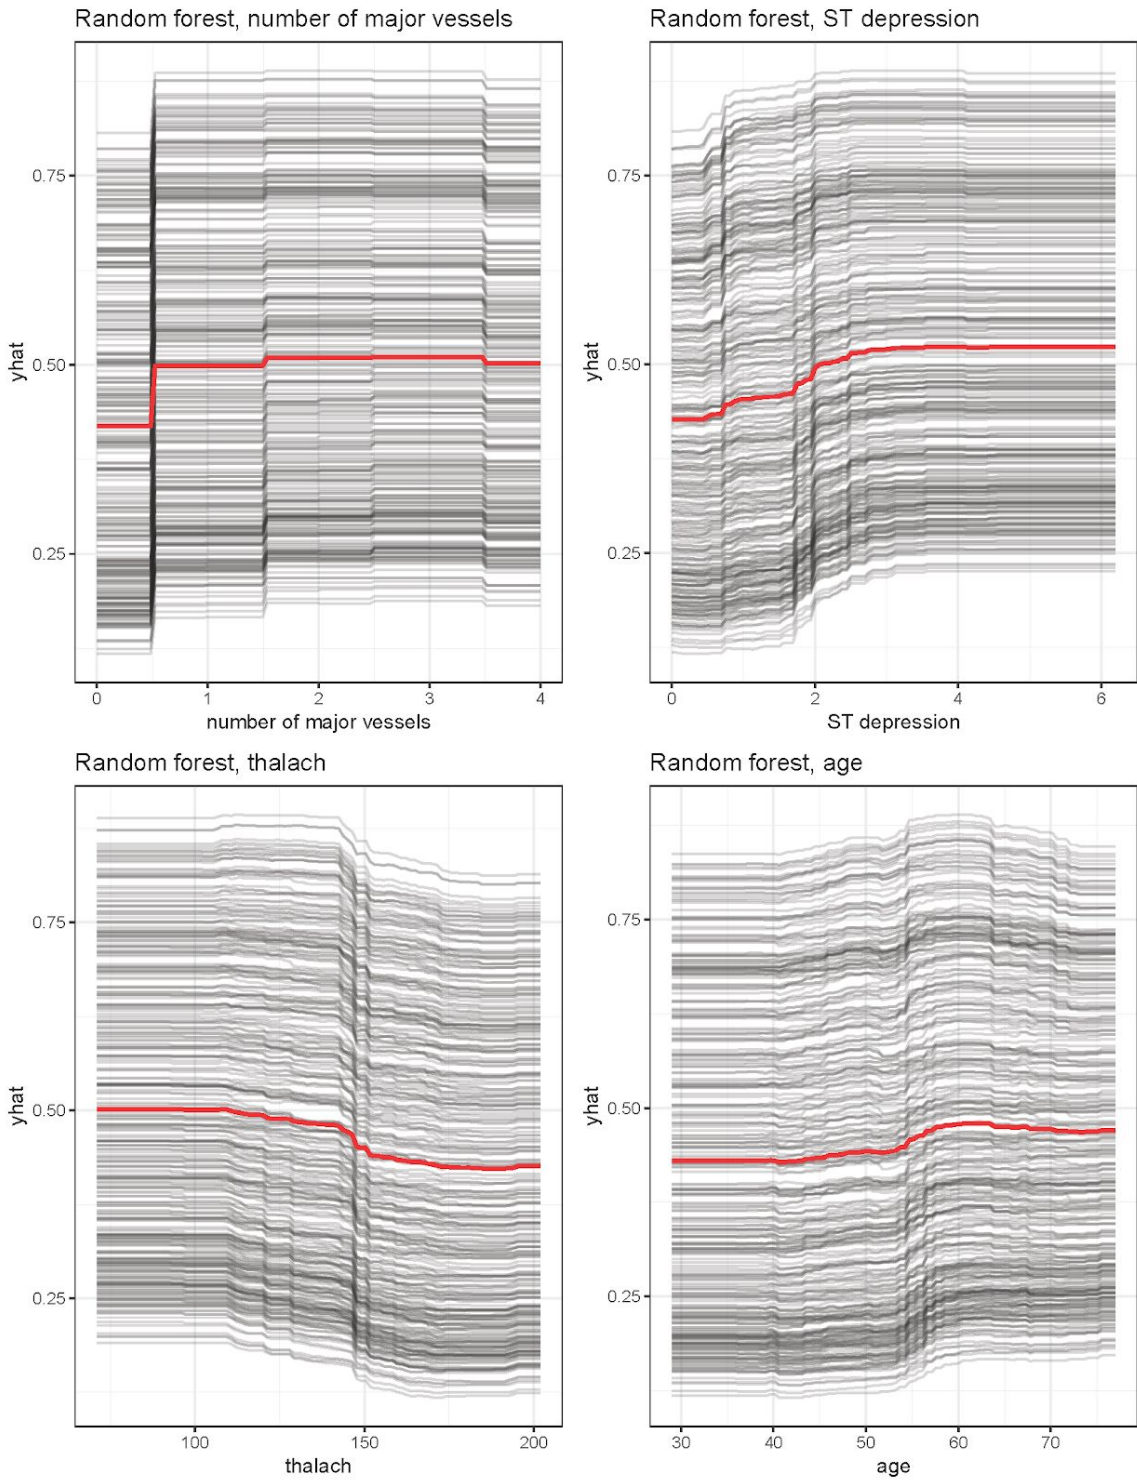 Random forest, number of major vessels
0.75
0.50
0.25
yhat
0 1 2 3 4
number of major vessels
Random forest, ST depression
0.75
0.50
0.25
yhat
0 2 4 6
ST depression
Random forest, thalach
0.75
0.50
0.25
yhat
100 150 200
thalach
Random forest, age
0.75
0.50
0.25
yhat
30 40 50 60 70
age